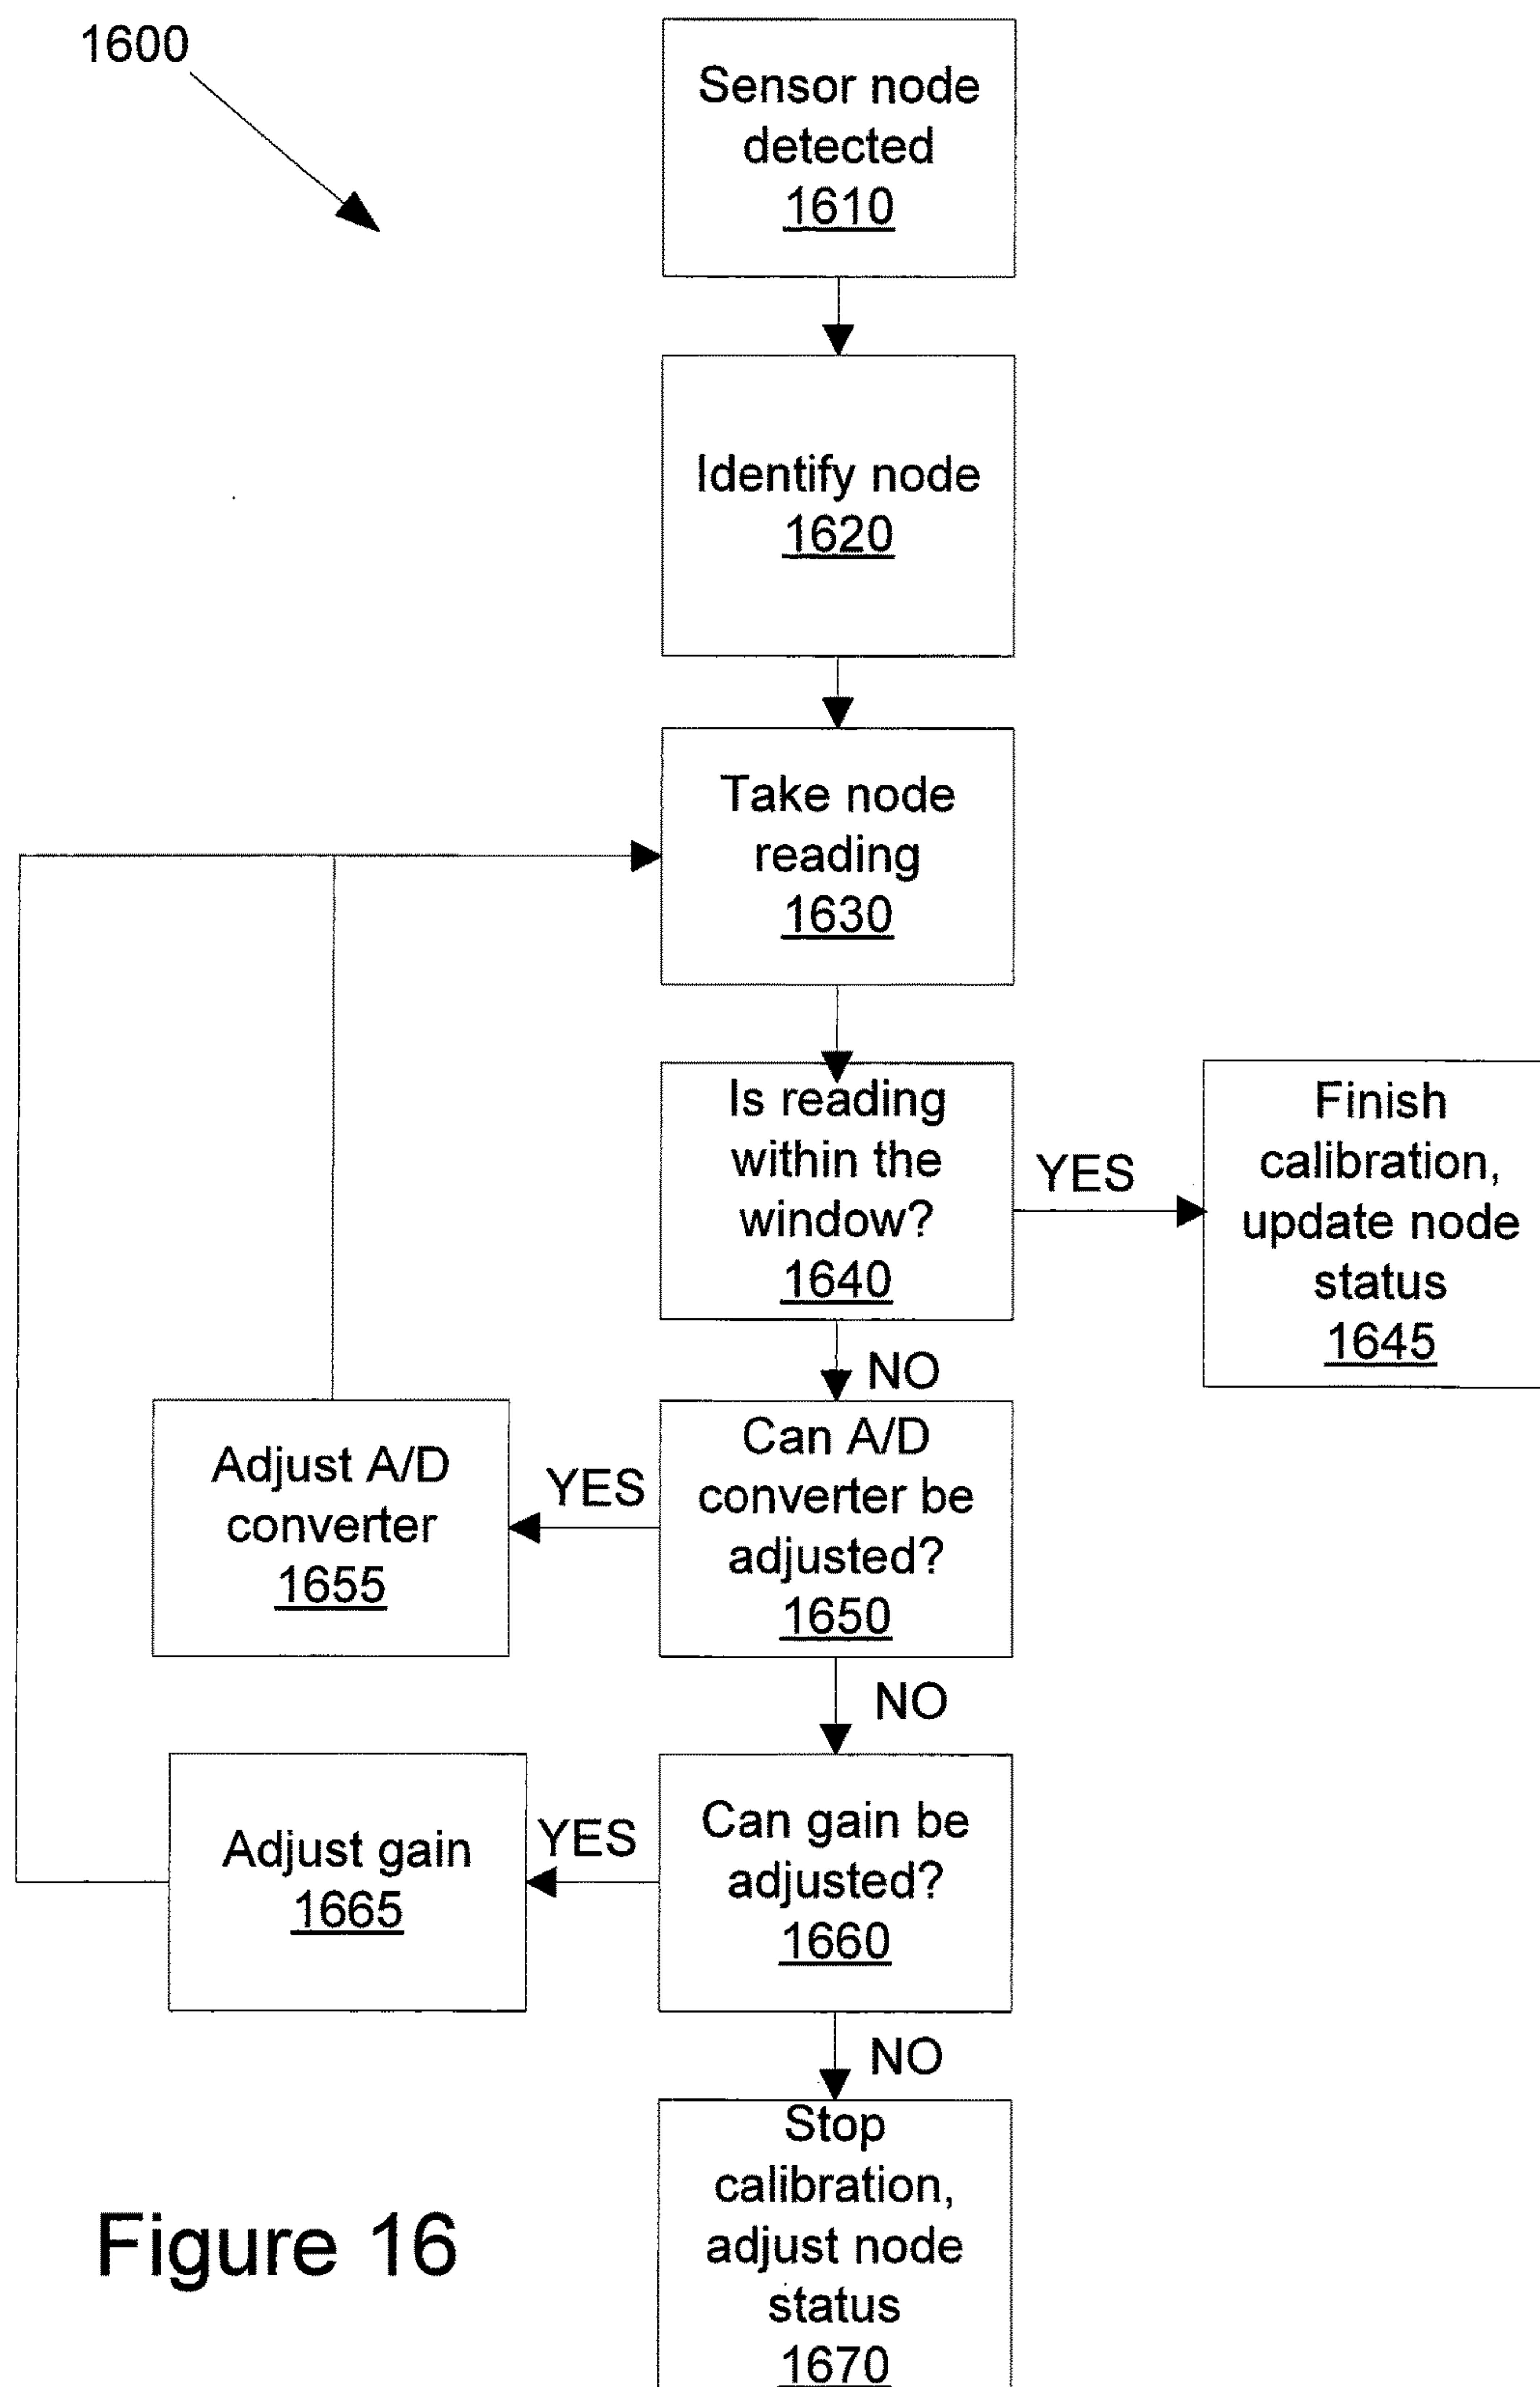 1600
Sensor node
detected
1610
Identify node
1620
Take node
reading
1630
Is reading
within the
window?
1640
YES
Finish
calibration,
update node
status
1645
NO
Can A/D
converter be
adjusted?
1650
YES
Adjust A/D
converter
1655
NO
Can gain be
adjusted?
1660
YES
Adjust gain
1665
NO
Stop
calibration,
adjust node
status
1670
Figure 16